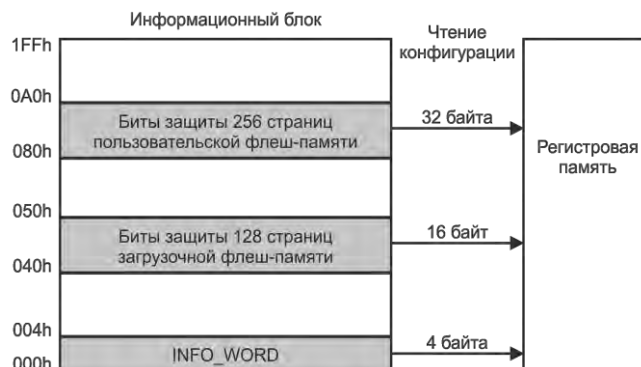 Информационный блок
Чтение
конфигурации
1FFh
0A0h
Биты защиты 256 страниц
пользовательской флеш-памяти
32 байта
Регистровая
память
080h
050h
Биты защиты 128 страниц
загрузочной флеш-памяти
16 байт
040h
004h
INFO_WORD
4 байта
000h